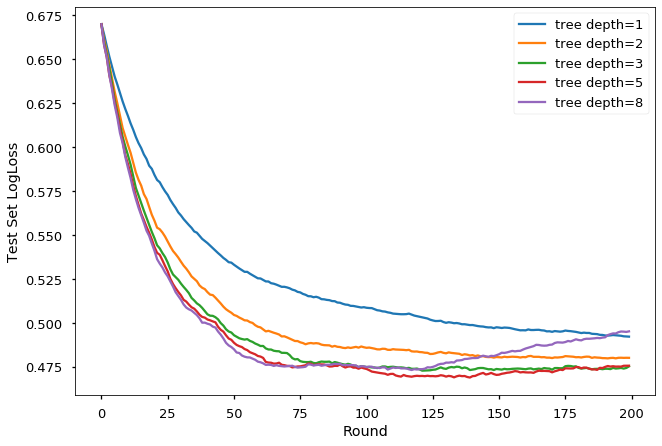 0.675
0.650
0.625
0.600
0.575
0.550
0.525
0.500
0.475
Test Set LogLoss
tree depth=1
tree depth=2
tree depth=3
tree depth=5
tree depth=8
0 25 50 75 100 125 150 175 200
Round